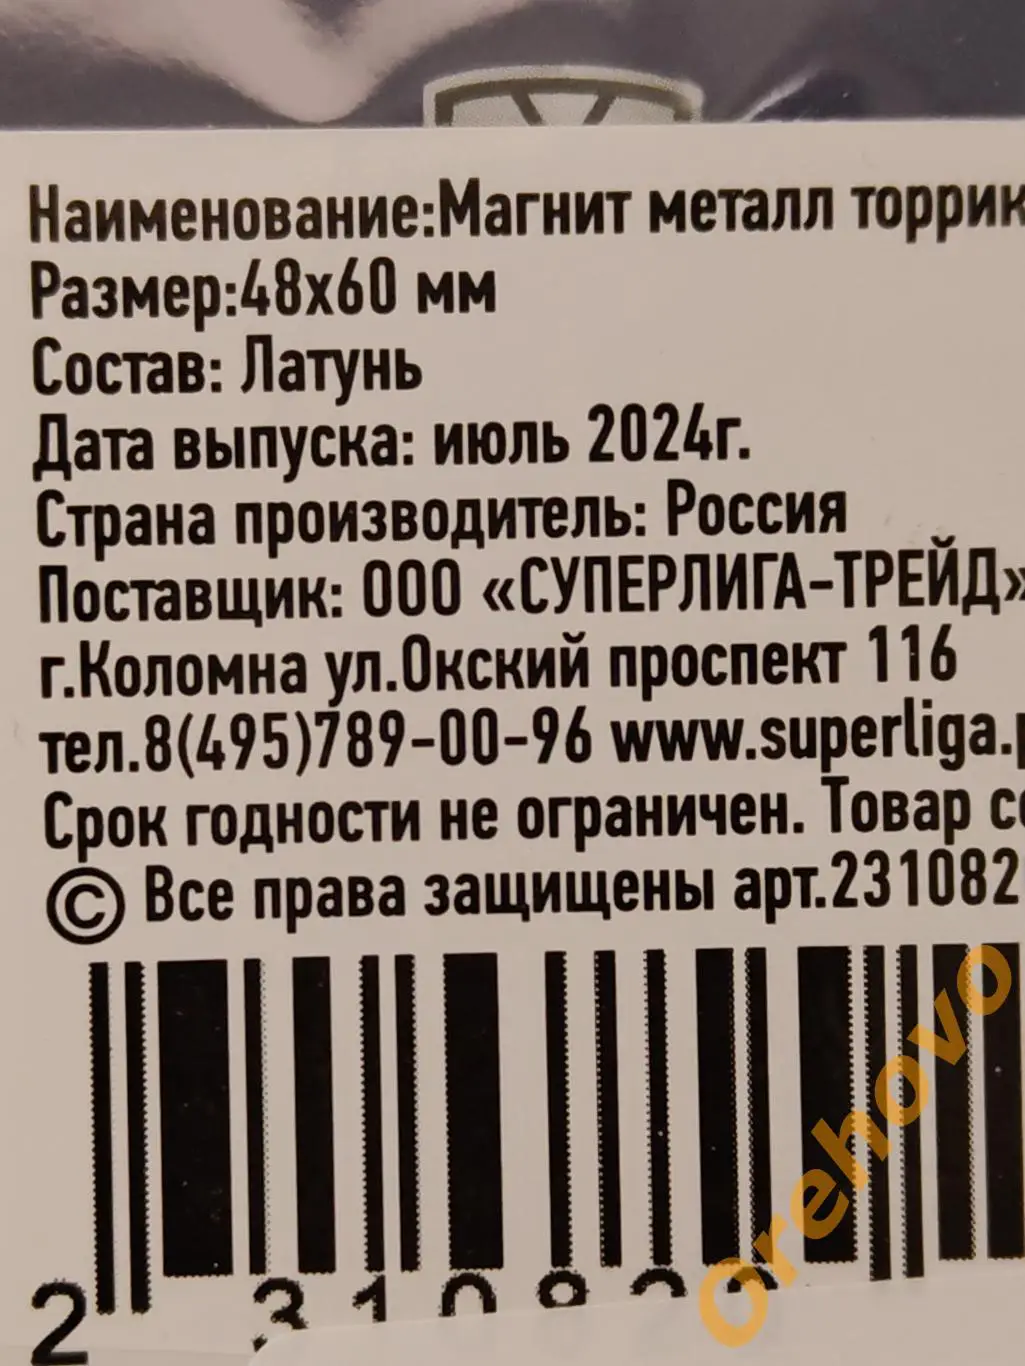 Наименование:Магнит металл торрик
Размер:48х60 мм
Состав: Латунь
Дата выпуска: июль 2024г.
Страна производитель: Россия
Поставщик: ООО «СУПЕРЛИГА-ТРЕЙД»
г.Коломна ул.Окский проспект 116
тел.8(495)789-00-96 www.superliga.
Срок годности не ограничен. Товар се
© Все права защищены арт.231082
orehovo